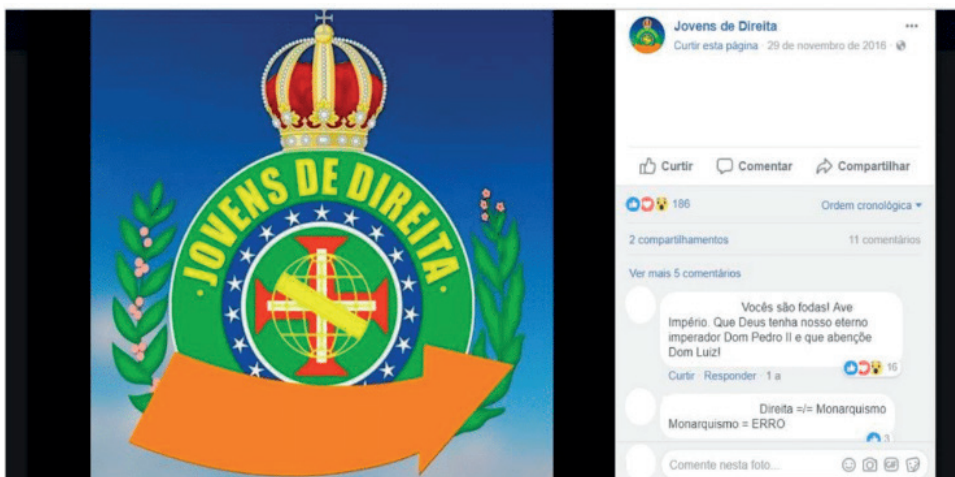 JOVENS DE DIREITA
Jovens de Direita
Curtir esta página · 29 de novembro de 2016 ·
Curtir Comentar Compartilhar
186
Ordem cronológica
2 compartilhamentos
11 comentários
Ver mais 5 comentários
Vocês são fodas! Ave
Império. Que Deus tenha nosso eterno
imperador Dom Pedro II e que abençõe
Dom Luiz!
16
Curtir · Responder · 1 a
Direita =/= Monarquismo
Monarquismo = ERRO
3
Comente nesta foto...
GIF